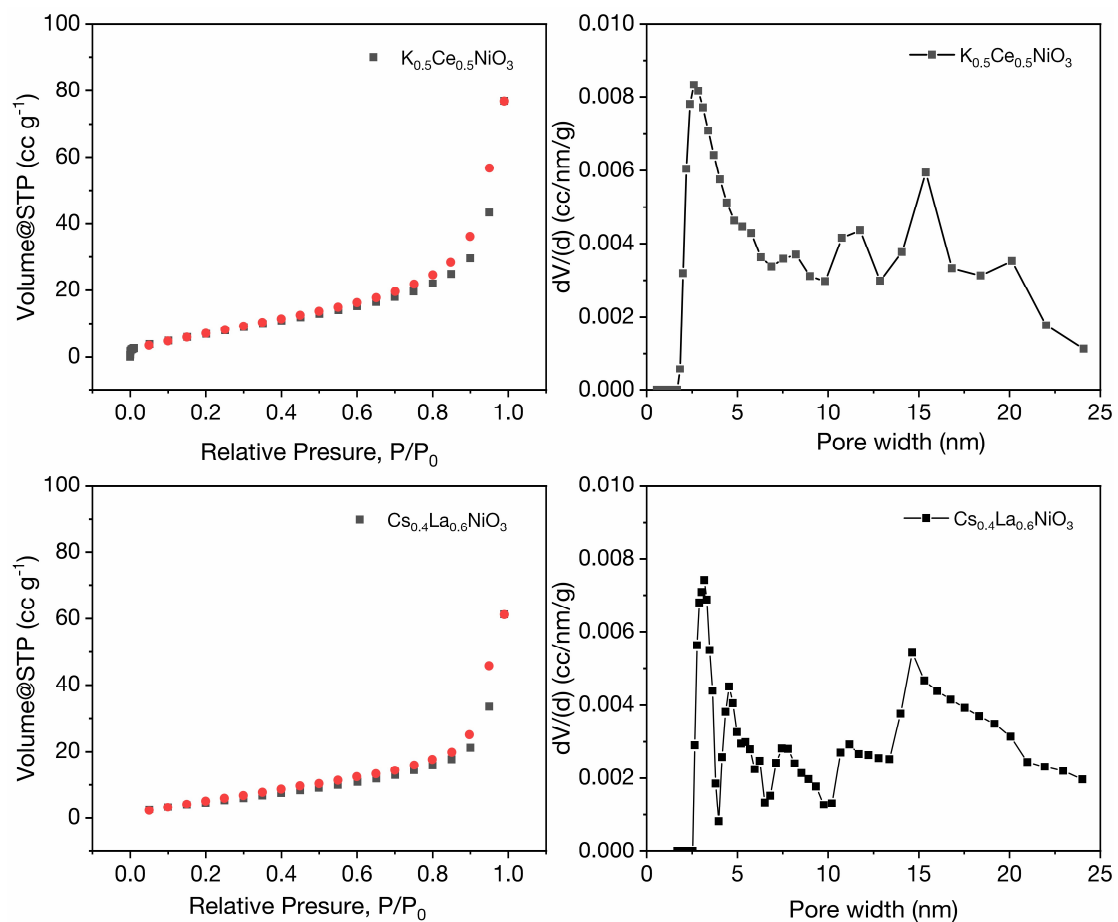 100
80
60
40
20
0
Volume@STP (cc g⁻¹)
K₀.₅Ce₀.₅NiO₃
0.0 0.2 0.4 0.6 0.8 1.0
Relative Presure, P/P₀
0.010
0.008
0.006
0.004
0.002
0.000
dV/(d) (cc/nm/g)
K₀.₅Ce₀.₅NiO₃
0 5 10 15 20 25
Pore width (nm)
100
80
60
40
20
0
Volume@STP (cc g⁻¹)
Cs₀.₄La₀.₆NiO₃
0.0 0.2 0.4 0.6 0.8 1.0
Relative Presure, P/P₀
0.010
0.008
0.006
0.004
0.002
0.000
dV/(d) (cc/nm/g)
Cs₀.₄La₀.₆NiO₃
0 5 10 15 20 25
Pore width (nm)